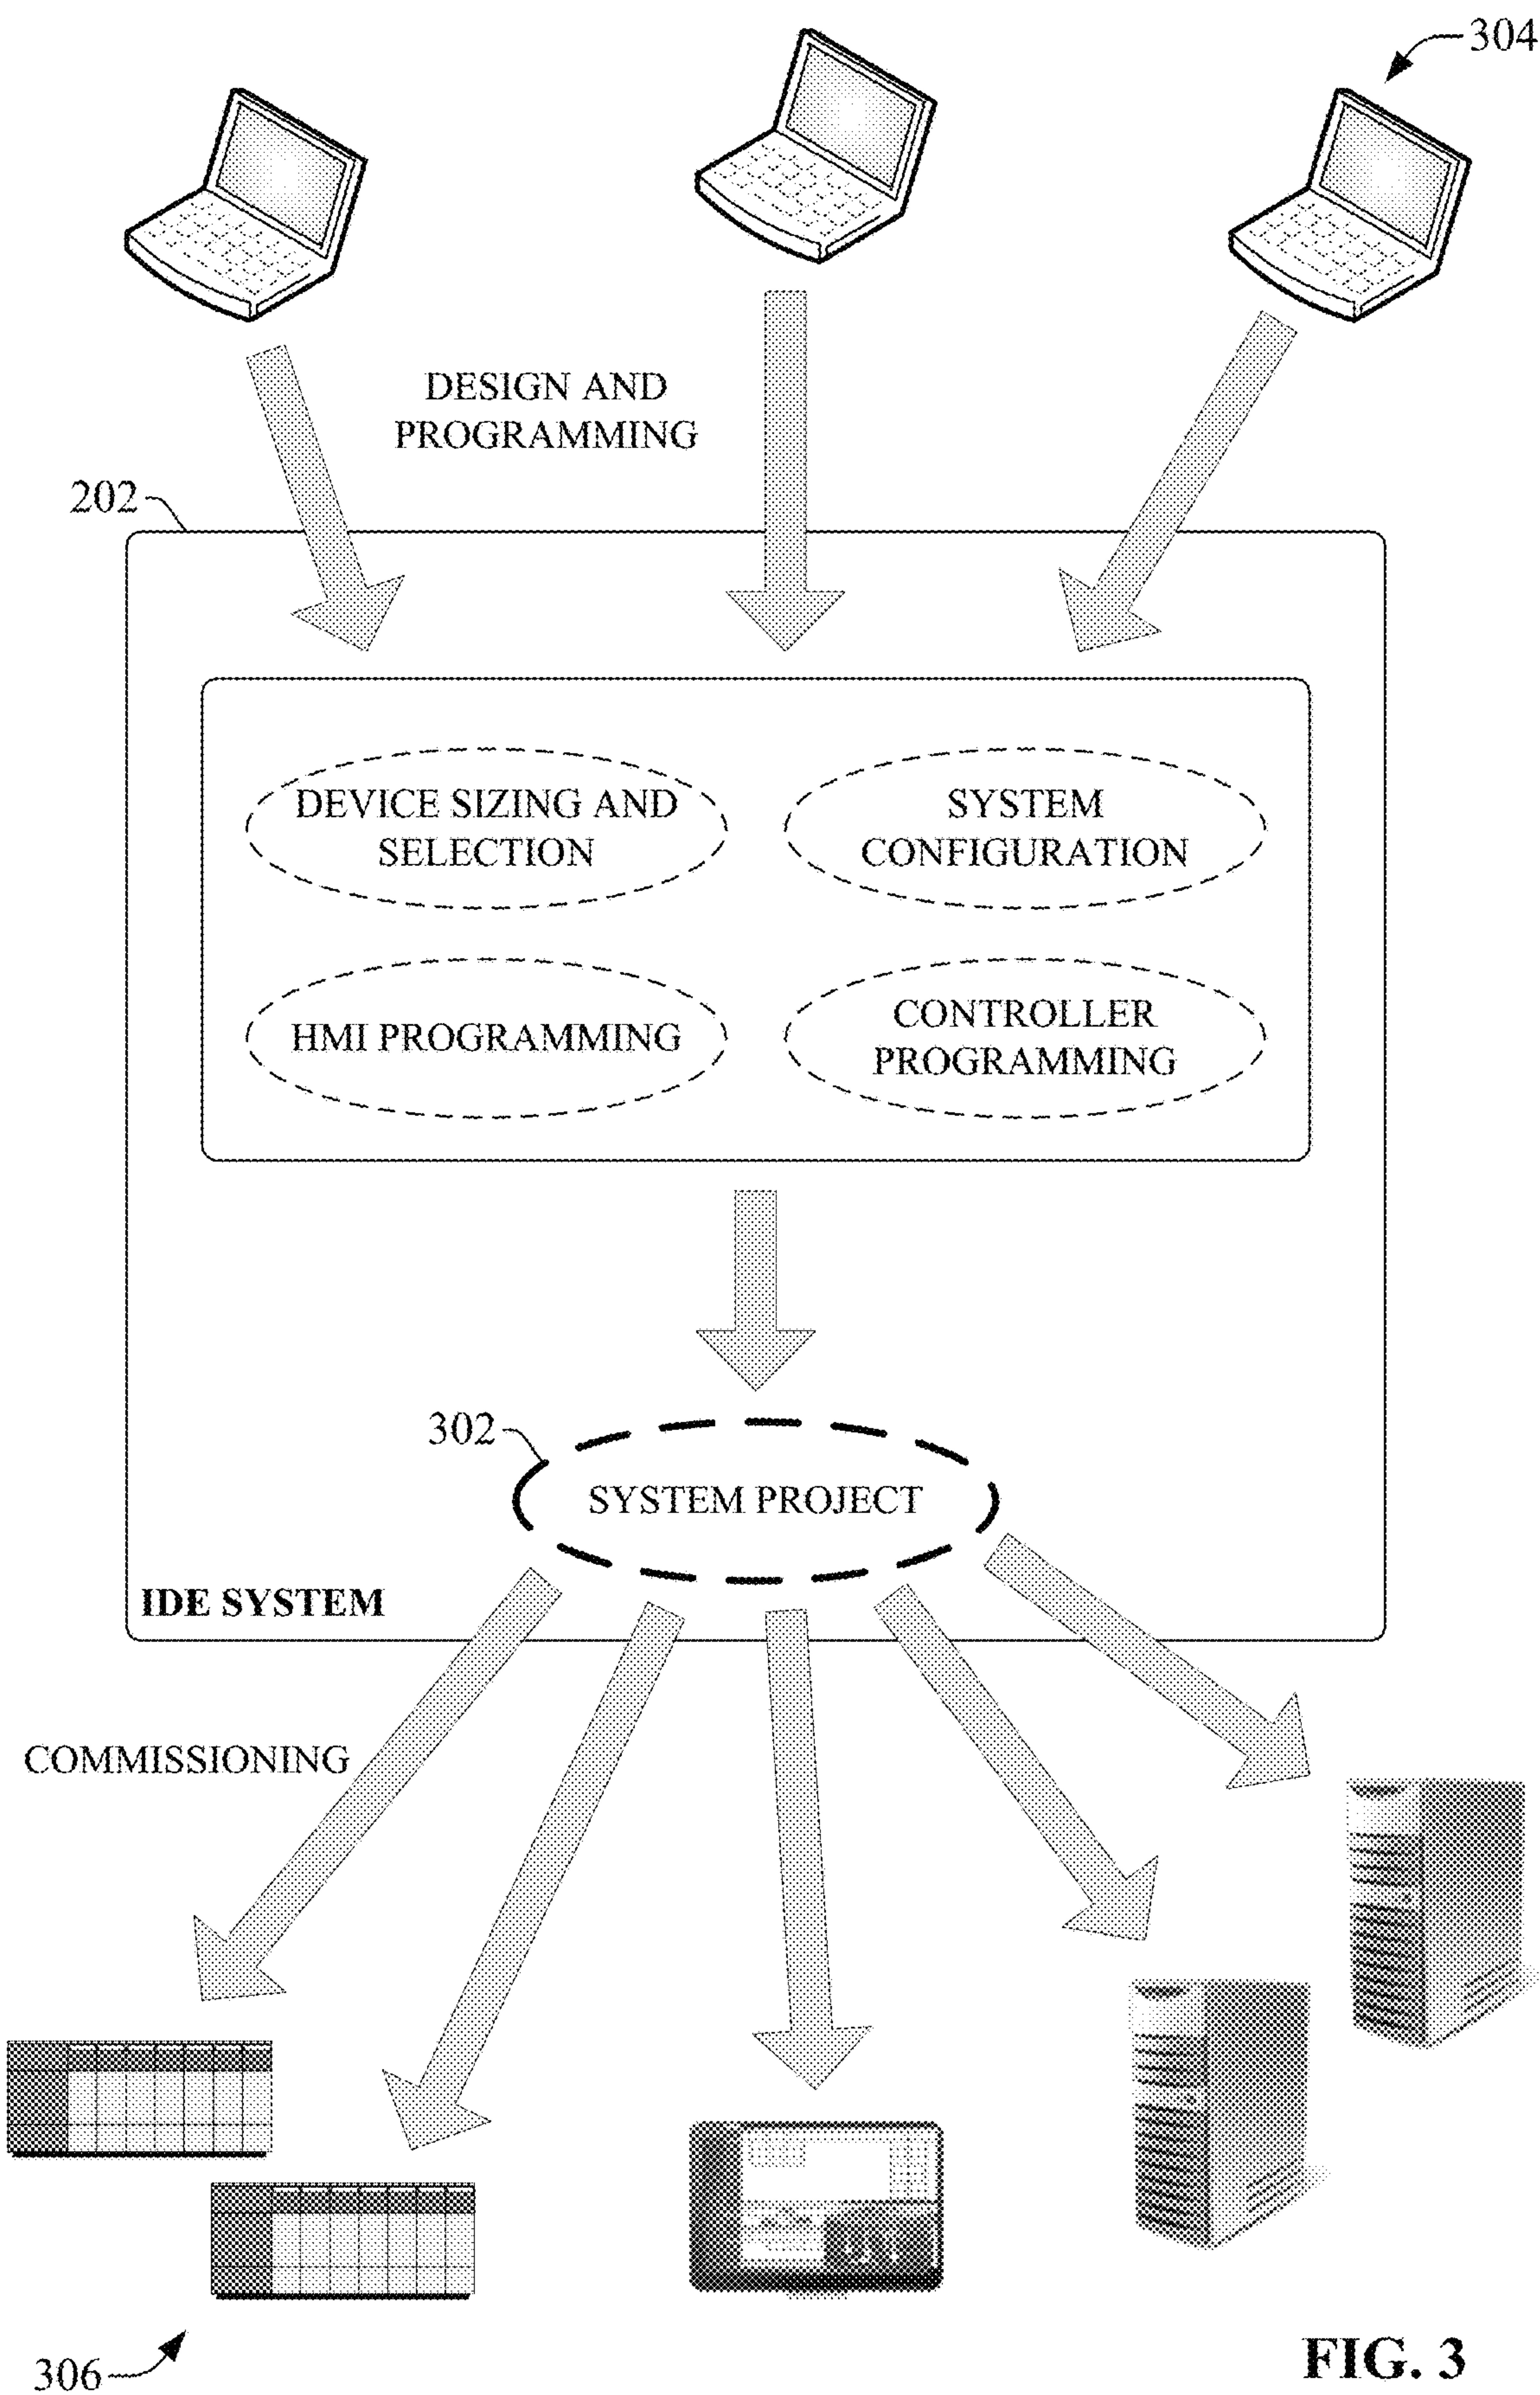 304
DESIGN AND
PROGRAMMING
202
DEVICE SIZING AND
SELECTION
SYSTEM
CONFIGURATION
HMI PROGRAMMING
CONTROLLER
PROGRAMMING
302
SYSTEM PROJECT
IDE SYSTEM
COMMISSIONING
306
FIG. 3